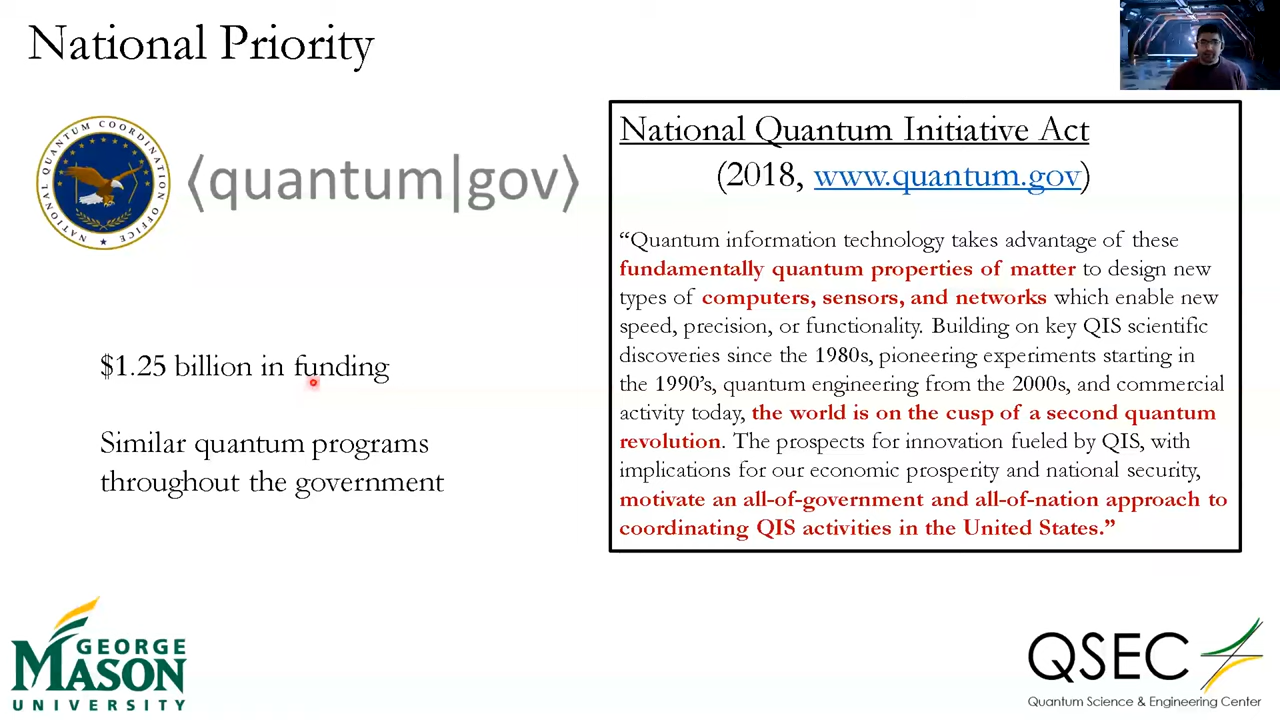 National Priority
NATIONAL QUANTUM COORDINATION OFFICE
⟨quantum|gov⟩
$1.25 billion in funding
Similar quantum programs
throughout the government
National Quantum Initiative Act
(2018, www.quantum.gov)
“Quantum information technology takes advantage of these
fundamentally quantum properties of matter to design new
types of computers, sensors, and networks which enable new
speed, precision, or functionality. Building on key QIS scientific
discoveries since the 1980s, pioneering experiments starting in
the 1990’s, quantum engineering from the 2000s, and commercial
activity today, the world is on the cusp of a second quantum
revolution. The prospects for innovation fueled by QIS, with
implications for our economic prosperity and national security,
motivate an all-of-government and all-of-nation approach to
coordinating QIS activities in the United States.”
GEORGE
MASON
UNIVERSITY
QSEC
Quantum Science & Engineering Center